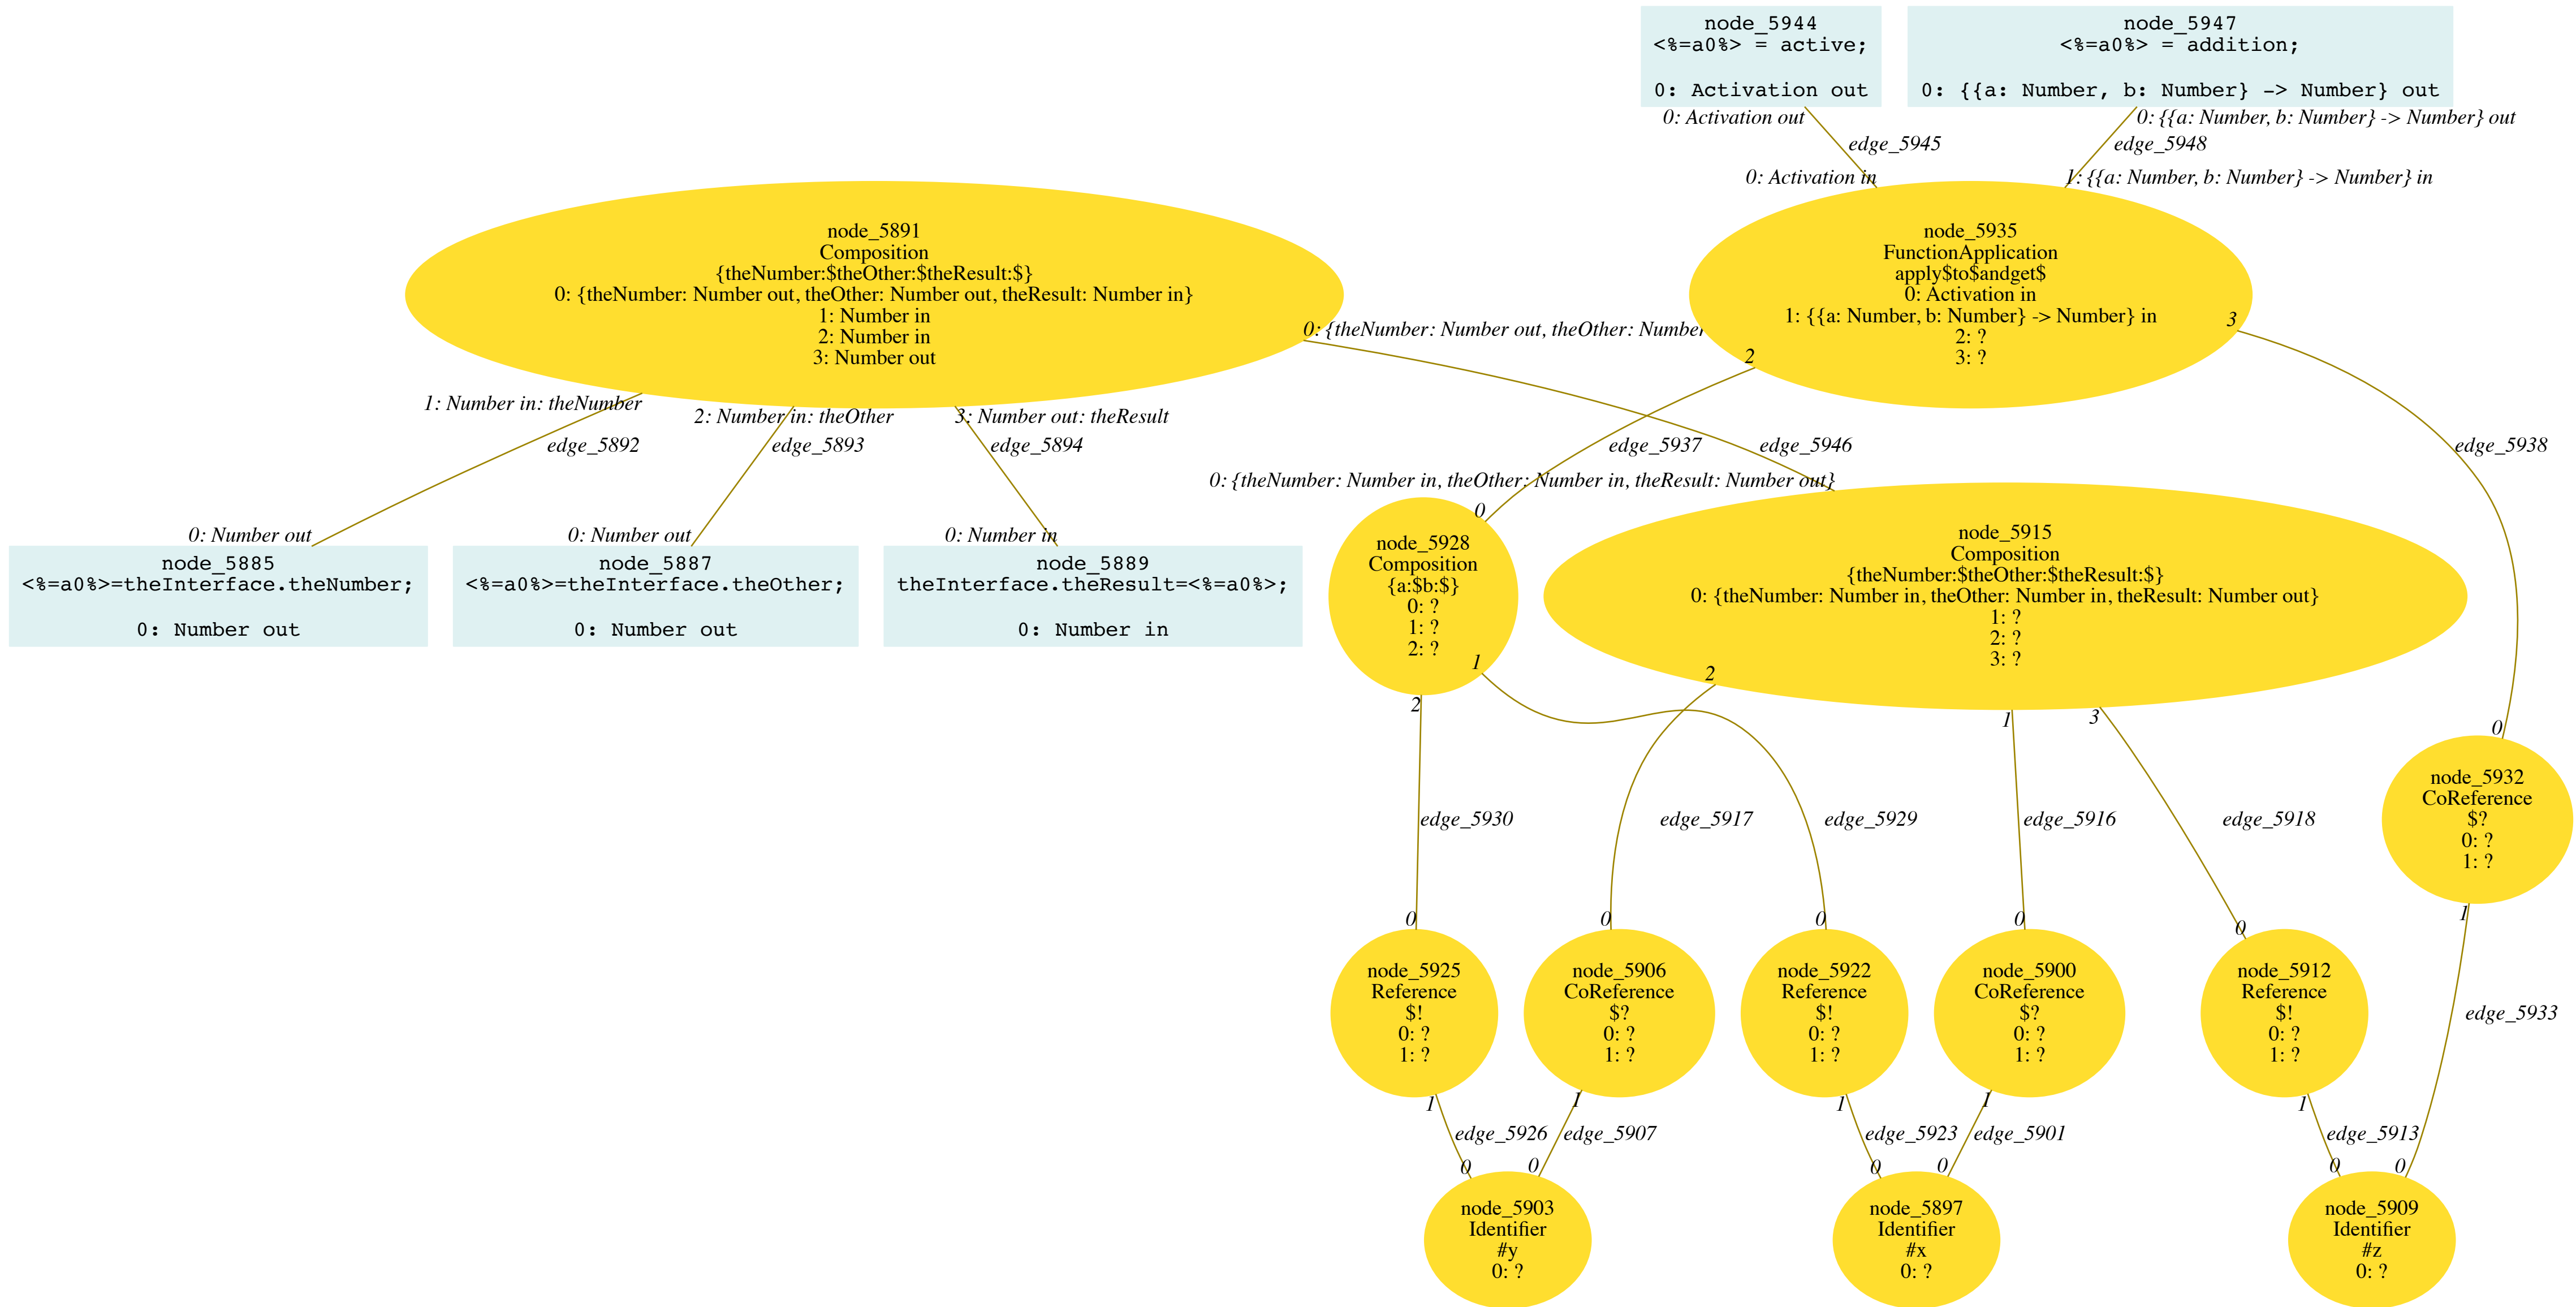 node_5944
<%=a0%> = active;
0: Activation out
node_5947
<%=a0%> = addition;
0: {{a: Number, b: Number} -> Number} out
0: Activation out
0: {{a: Number, b: Number} -> Number} out
edge_5945
edge_5948
0: Activation in
1: {{a: Number, b: Number} -> Number} in
node_5891
Composition
{theNumber:$theOther:$theResult:$}
0: {theNumber: Number out, theOther: Number out, theResult: Number in}
1: Number in
2: Number in
3: Number out
node_5935
FunctionApplication
apply$to$andget$
0: Activation in
1: {{a: Number, b: Number} -> Number} in
2: ?
3: ?
0: {theNumber: Number out, theOther: Number
3
2
1: Number in: theNumber
2: Number in: theOther
3: Number out: theResult
edge_5892
edge_5893
edge_5894
edge_5937
edge_5946
edge_5938
0: {theNumber: Number in, theOther: Number in, theResult: Number out}
0
0: Number out
0: Number out
0: Number in
node_5885
<%=a0%>=theInterface.theNumber;
0: Number out
node_5887
<%=a0%>=theInterface.theOther;
0: Number out
node_5889
theInterface.theResult=<%=a0%>;
0: Number in
node_5928
Composition
{a:$b:$}
0: ?
1: ?
2: ?
node_5915
Composition
{theNumber:$theOther:$theResult:$}
0: {theNumber: Number in, theOther: Number in, theResult: Number out}
1: ?
2: ?
3: ?
1
2
2
1
3
0
node_5932
CoReference
$?
0: ?
1: ?
edge_5930
edge_5917
edge_5929
edge_5916
edge_5918
1
0
0
0
0
0
node_5925
Reference
$!
0: ?
1: ?
node_5906
CoReference
$?
0: ?
1: ?
node_5922
Reference
$!
0: ?
1: ?
node_5900
CoReference
$?
0: ?
1: ?
node_5912
Reference
$!
0: ?
1: ?
edge_5933
1
1
1
1
1
edge_5926
edge_5907
edge_5923
edge_5901
edge_5913
0
0
0
0
0
0
node_5903
Identifier
#y
0: ?
node_5897
Identifier
#x
0: ?
node_5909
Identifier
#z
0: ?